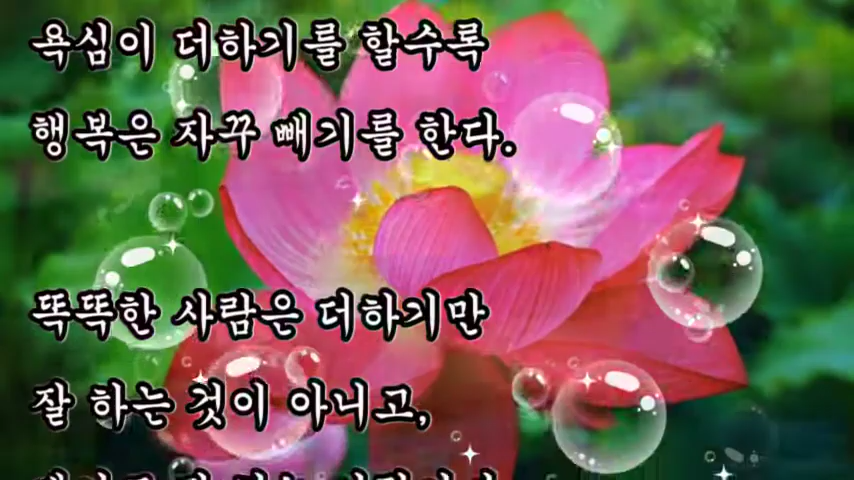 욕심이 더하기를 할수록
행복은 자꾸 빼기를 한다.
똑똑한 사람은 더하기만
잘 하는 것이 아니고,